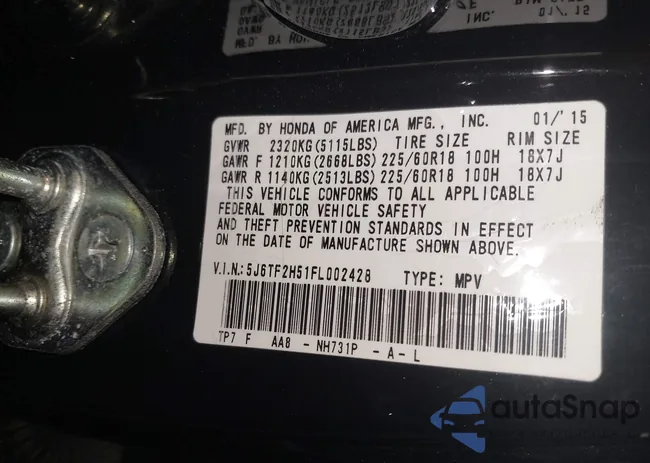 MFD. BY HONDA OF AMERICA MFG., INC. 01/'15
GVWR 2320KG(5115LBS) TIRE SIZE RIM SIZE
GAWR F 1210KG(2668LBS) 225/60R18 100H 18X7J
GAWR R 1140KG(2513LBS) 225/60R18 100H 18X7J
THIS VEHICLE CONFORMS TO ALL APPLICABLE
FEDERAL MOTOR VEHICLE SAFETY
AND THEFT PREVENTION STANDARDS IN EFFECT
ON THE DATE OF MANUFACTURE SHOWN ABOVE.
V.I.N.:5J6TF2H51FL002428 TYPE: MPV
TP7 F AA8 - NH731P - A - L
autaSnap